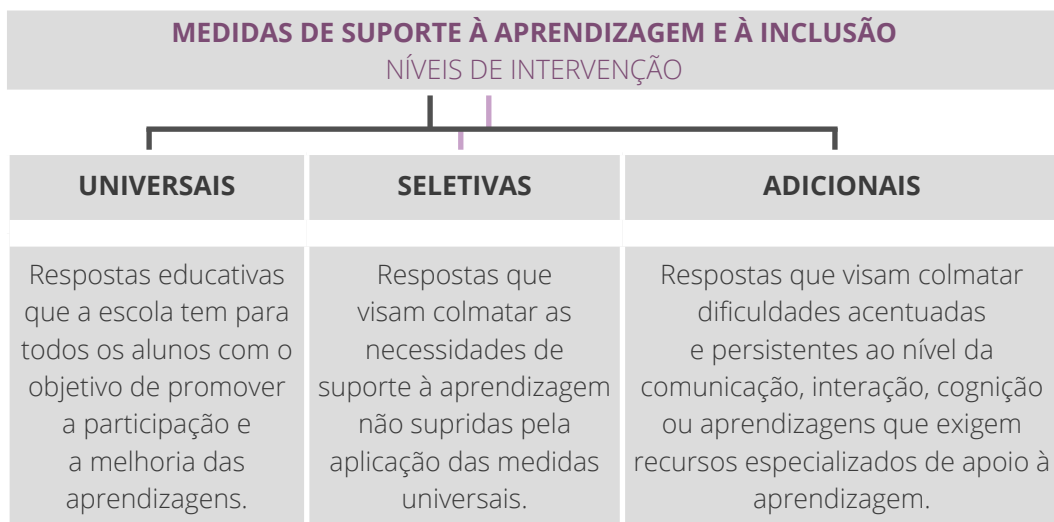 MEDIDAS DE SUPORTE À APRENDIZAGEM E À INCLUSÃO
NÍVEIS DE INTERVENÇÃO
UNIVERSAIS
Respostas educativas
que a escola tem para
todos os alunos com o
objetivo de promover
a participação e
a melhoria das
aprendizagens.
SELETIVAS
Respostas que
visam colmatar as
necessidades de
suporte à aprendizagem
não supridas pela
aplicação das medidas
universais.
ADICIONAIS
Respostas que visam colmatar
dificuldades acentuadas
e persistentes ao nível da
comunicação, interação, cognição
ou aprendizagens que exigem
recursos especializados de apoio à
aprendizagem.